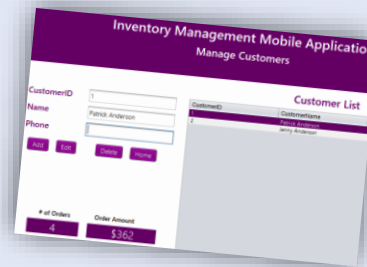 Inventory Management Mobile Applicatio
Manage Customers
CustomerID
1
Name
Patrick Anderson
Phone
Add
Edit
Delete
Home
# of Orders
4
Order Amount
$362
Customer List
CustomerID
CustomerName
1
Patrick Anderson
2
Jenny Anderson